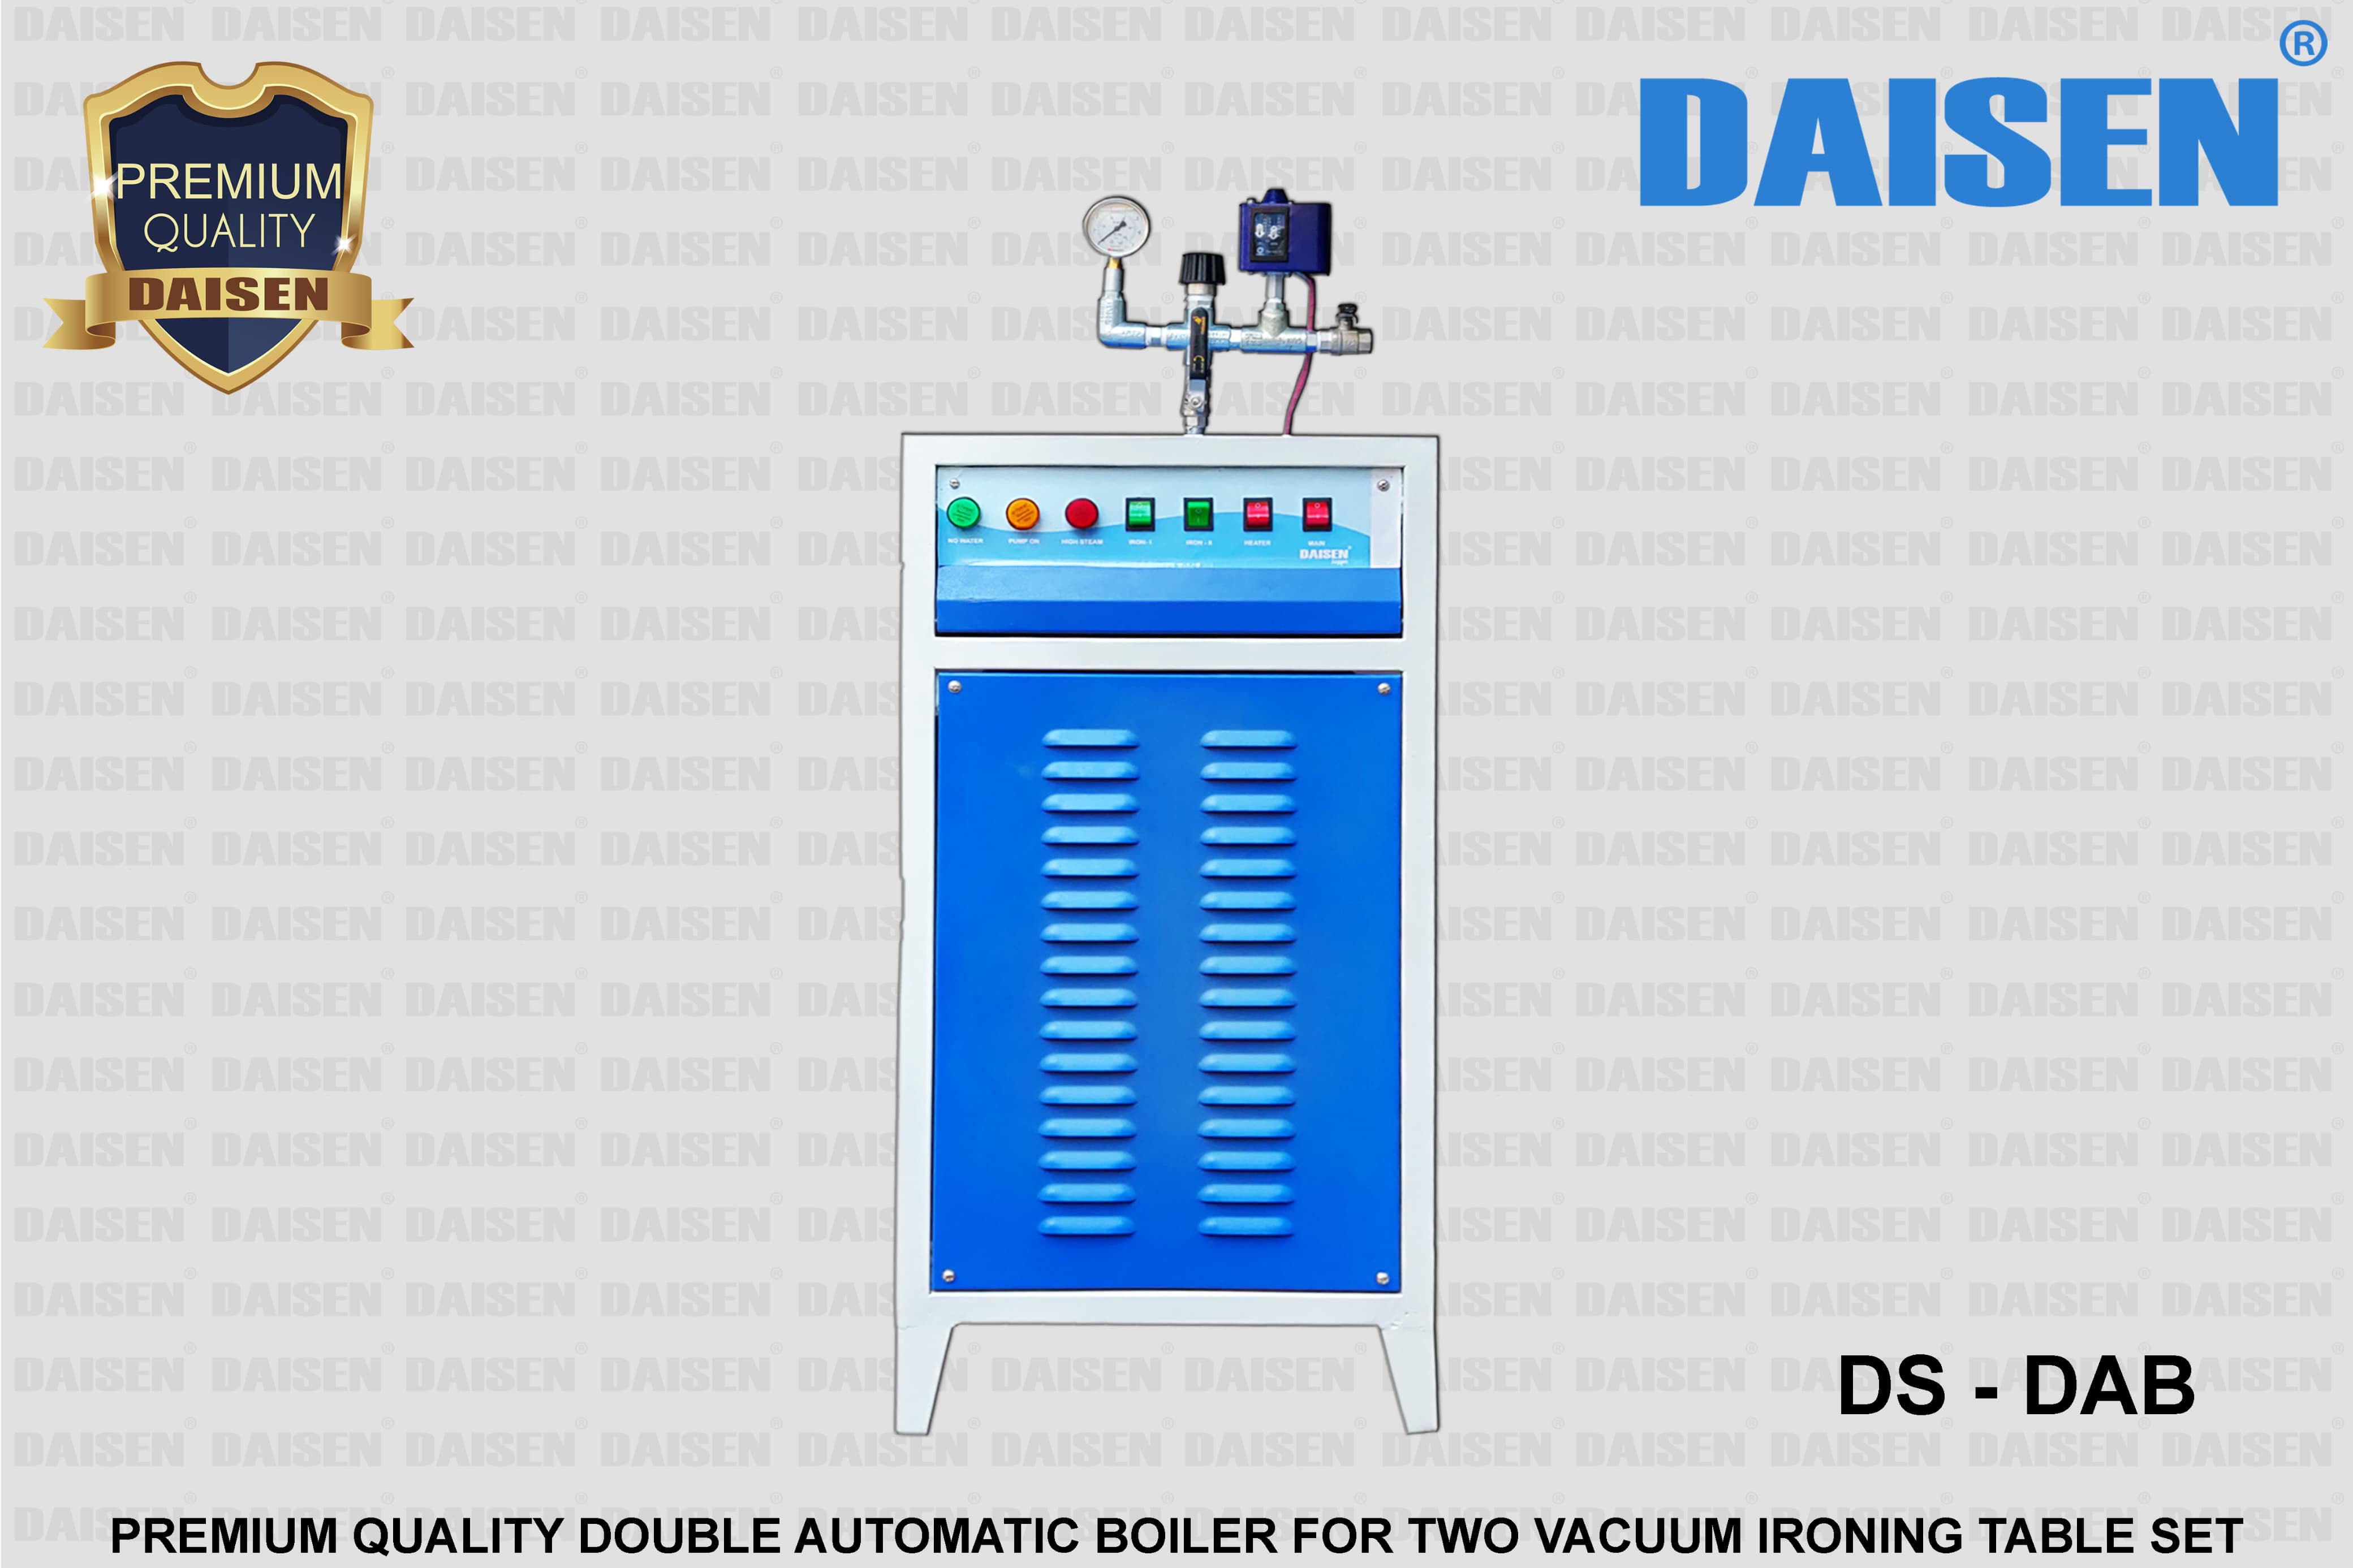 PREMIUM
QUALITY
DAISEN
DAISEN®
NO WATER
PUMP ON
HIGH STEAM
IRON - I
IRON - II
HEATER
MAIN
DAISEN
DS - DAB
PREMIUM QUALITY DOUBLE AUTOMATIC BOILER FOR TWO VACUUM IRONING TABLE SET